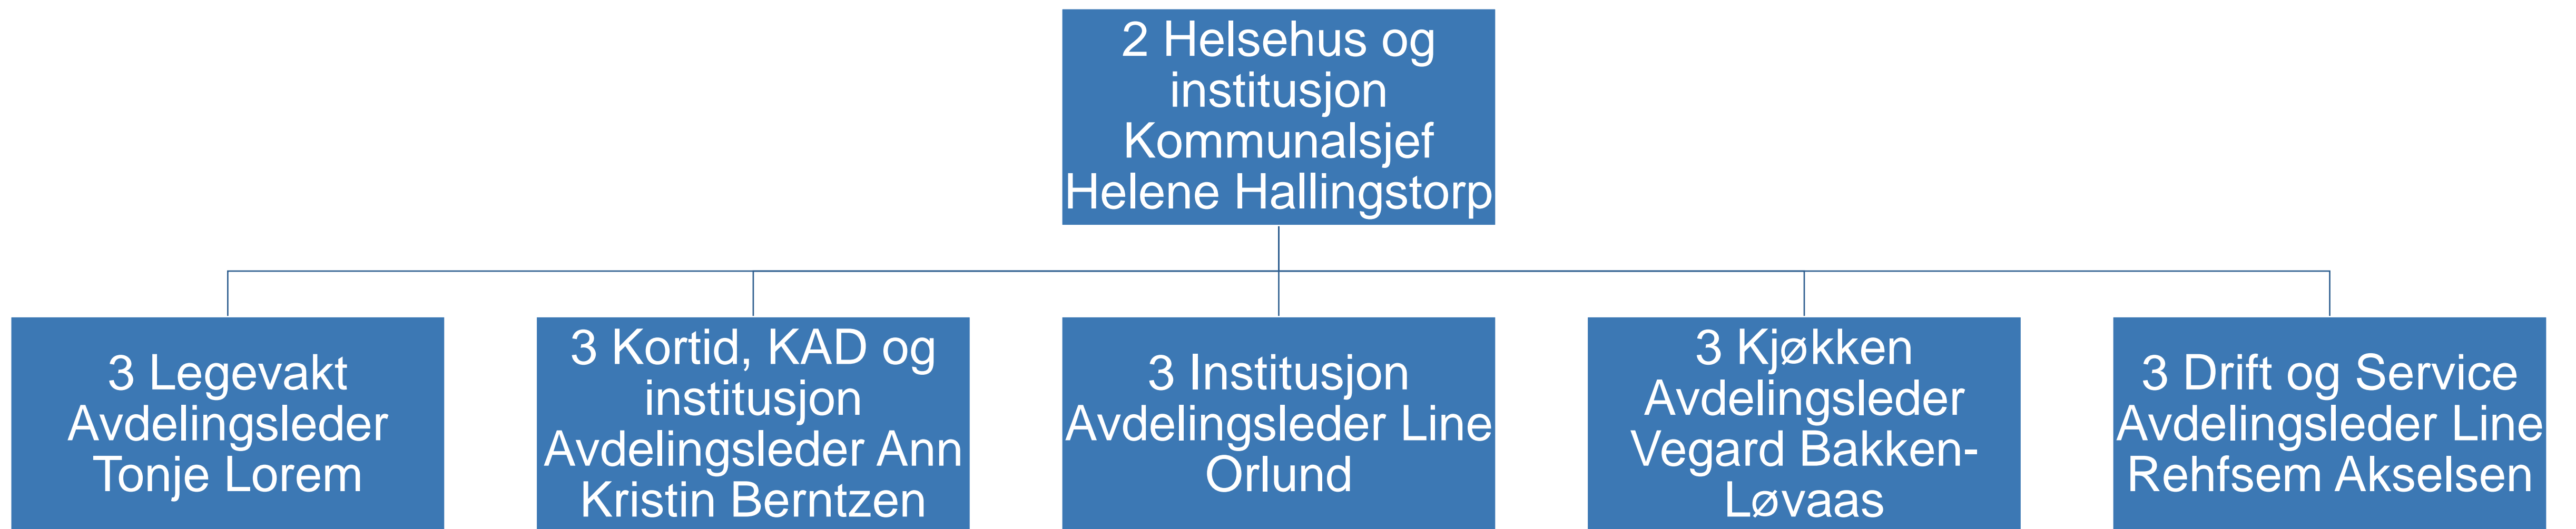 2 Helsehus og
institusjon
Kommunalsjef
Helene Hallingstorp
3 Legevakt
Avdelingsleder
Tonje Lorem
3 Kortid, KAD og
institusjon
Avdelingsleder Ann
Kristin Berntzen
3 Institusjon
Avdelingsleder Line
Orlund
3 Kjøkken
Avdelingsleder
Vegard Bakken-
Løvaas
3 Drift og Service
Avdelingsleder Line
Rehfsem Akselsen